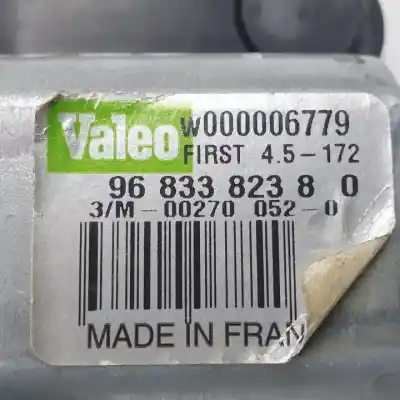 Valeo W000006779
FIRST 4.5-172
96 833 823 8 0
3/M-00270 052-0
MADE IN FRAN